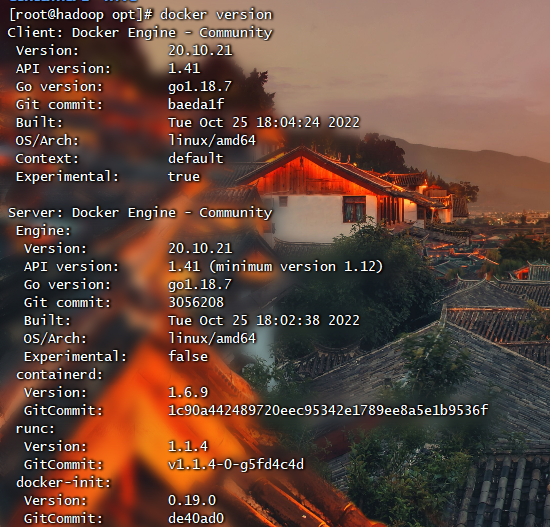 [root@hadoop opt]# docker version
Client: Docker Engine - Community
Version: 20.10.21
API version: 1.41
Go version: go1.18.7
Git commit: baeda1f
Built: Tue Oct 25 18:04:24 2022
OS/Arch: linux/amd64
Context: default
Experimental: true
Server: Docker Engine - Community
Engine:
Version: 20.10.21
API version: 1.41 (minimum version 1.12)
Go version: go1.18.7
Git commit: 3056208
Built: Tue Oct 25 18:02:38 2022
OS/Arch: linux/amd64
Experimental: false
containerd:
Version: 1.6.9
GitCommit: 1c90a442489720eec95342e1789ee8a5e1b9536f
runc:
Version: 1.1.4
GitCommit: v1.1.4-0-g5fd4c4d
docker-init:
Version: 0.19.0
GitCommit: de40ad0